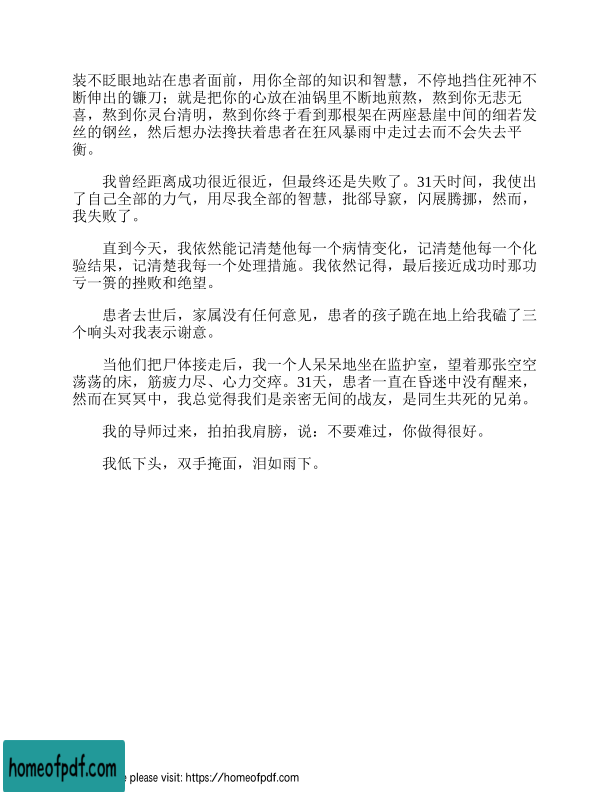 装不眨眼地站在患者面前，用你全部的知识和智慧，不停地挡住死神不
断伸出的镰刀；就是把你的心放在油锅里不断地煎熬，熬到你无悲无
喜，熬到你灵台清明，熬到你终于看到那根架在两座悬崖中间的细若发
丝的钢丝，然后想办法搀扶着患者在狂风暴雨中走过去而不会失去平
衡。
我曾经距离成功很近很近，但最终还是失败了。31天时间，我使出
了自己全部的力气，用尽我全部的智慧，批郤导窾，闪展腾挪，然而，
我失败了。
直到今天，我依然能记清楚他每一个病情变化，记清楚他每一个化
验结果，记清楚我每一个处理措施。我依然记得，最后接近成功时那功
亏一篑的挫败和绝望。
患者去世后，家属没有任何意见，患者的孩子跪在地上给我磕了三
个响头对我表示谢意。
当他们把尸体接走后，我一个人呆呆地坐在监护室，望着那张空空
荡荡的床，筋疲力尽、心力交瘁。31天，患者一直在昏迷中没有醒来，
然而在冥冥中，我总觉得我们是亲密无间的战友，是同生共死的兄弟。
我的导师过来，拍拍我肩膀，说：不要难过，你做得很好。
我低下头，双手掩面，泪如雨下。
homeofpdf.com
e please visit: https://homeofpdf.com